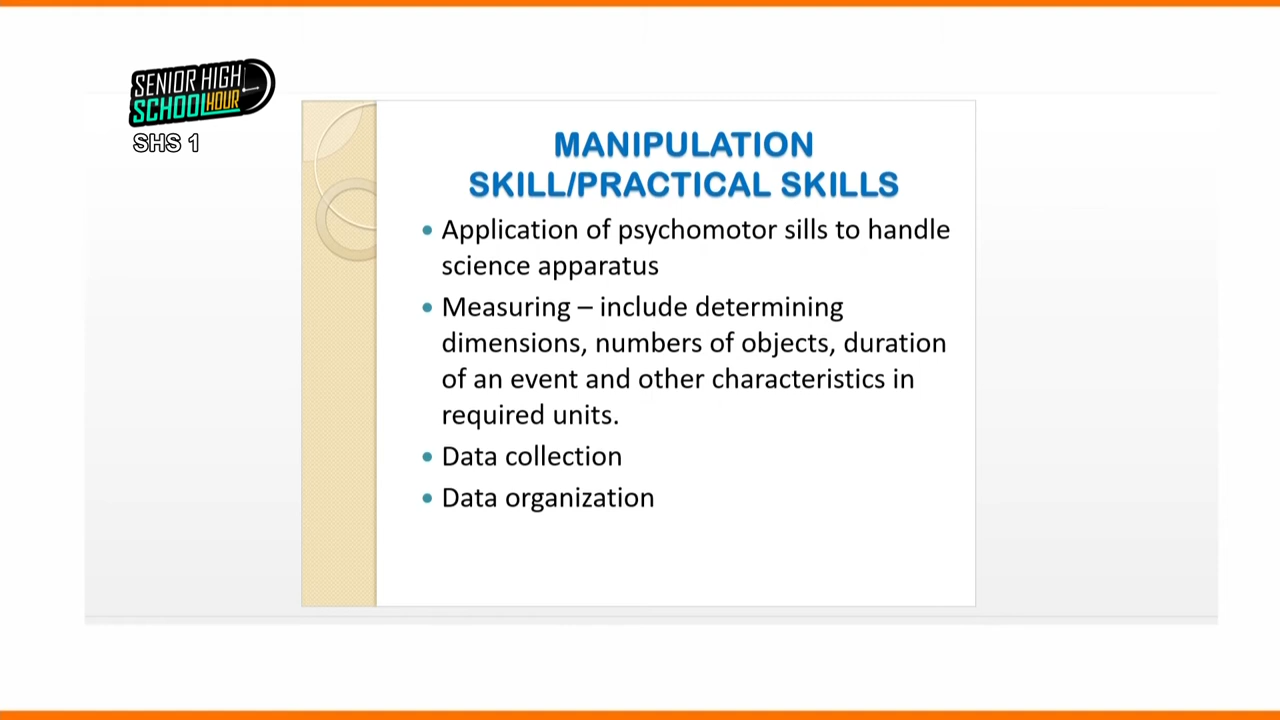 SENIOR HIGH
SCHOOL HOUR
SHS 1
MANIPULATION
SKILL/PRACTICAL SKILLS
• Application of psychomotor sills to handle
science apparatus
• Measuring – include determining
dimensions, numbers of objects, duration
of an event and other characteristics in
required units.
• Data collection
• Data organization